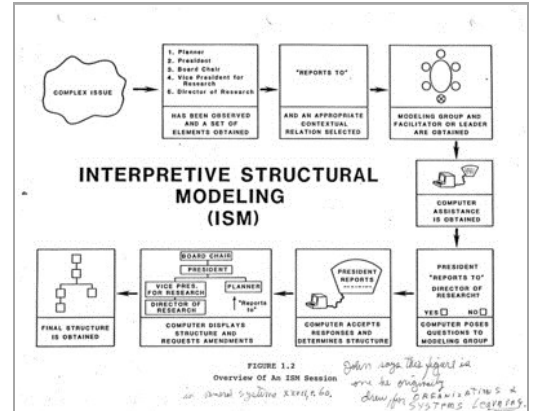 COMPLEX ISSUE
1. Planner
2. President
3. Board Chair
4. Vice President for
Research
5. Director of Research
HAS BEEN OBSERVED
AND A SET OF
ELEMENTS OBTAINED
"REPORTS TO"
AND AN APPROPRIATE
CONTEXTUAL
RELATION SELECTED
MODELING GROUP AND
FACILITATOR OR LEADER
ARE OBTAINED
INTERPRETIVE STRUCTURAL
MODELING
(ISM)
COMPUTER
ASSISTANCE
IS OBTAINED
PRESIDENT
"REPORTS TO"
DIRECTOR OF
RESEARCH?
YES NO
COMPUTER POSES
QUESTIONS TO
MODELING GROUP
PRESIDENT
REPORTS
COMPUTER ACCEPTS
RESPONSES AND
DETERMINES STRUCTURE
BOARD CHAIR
PRESIDENT
VICE PRES.
FOR RESEARCH
PLANNER
DIRECTOR OF
RESEARCH
"Reports
to"
COMPUTER DISPLAYS
STRUCTURE AND
REQUESTS AMENDMENTS
FINAL STRUCTURE
IS OBTAINED
FIGURE 1.2
Overview Of An ISM Session
John says this figure is
one he originally
drew for ORGANIZATIONS &
SYSTEMS